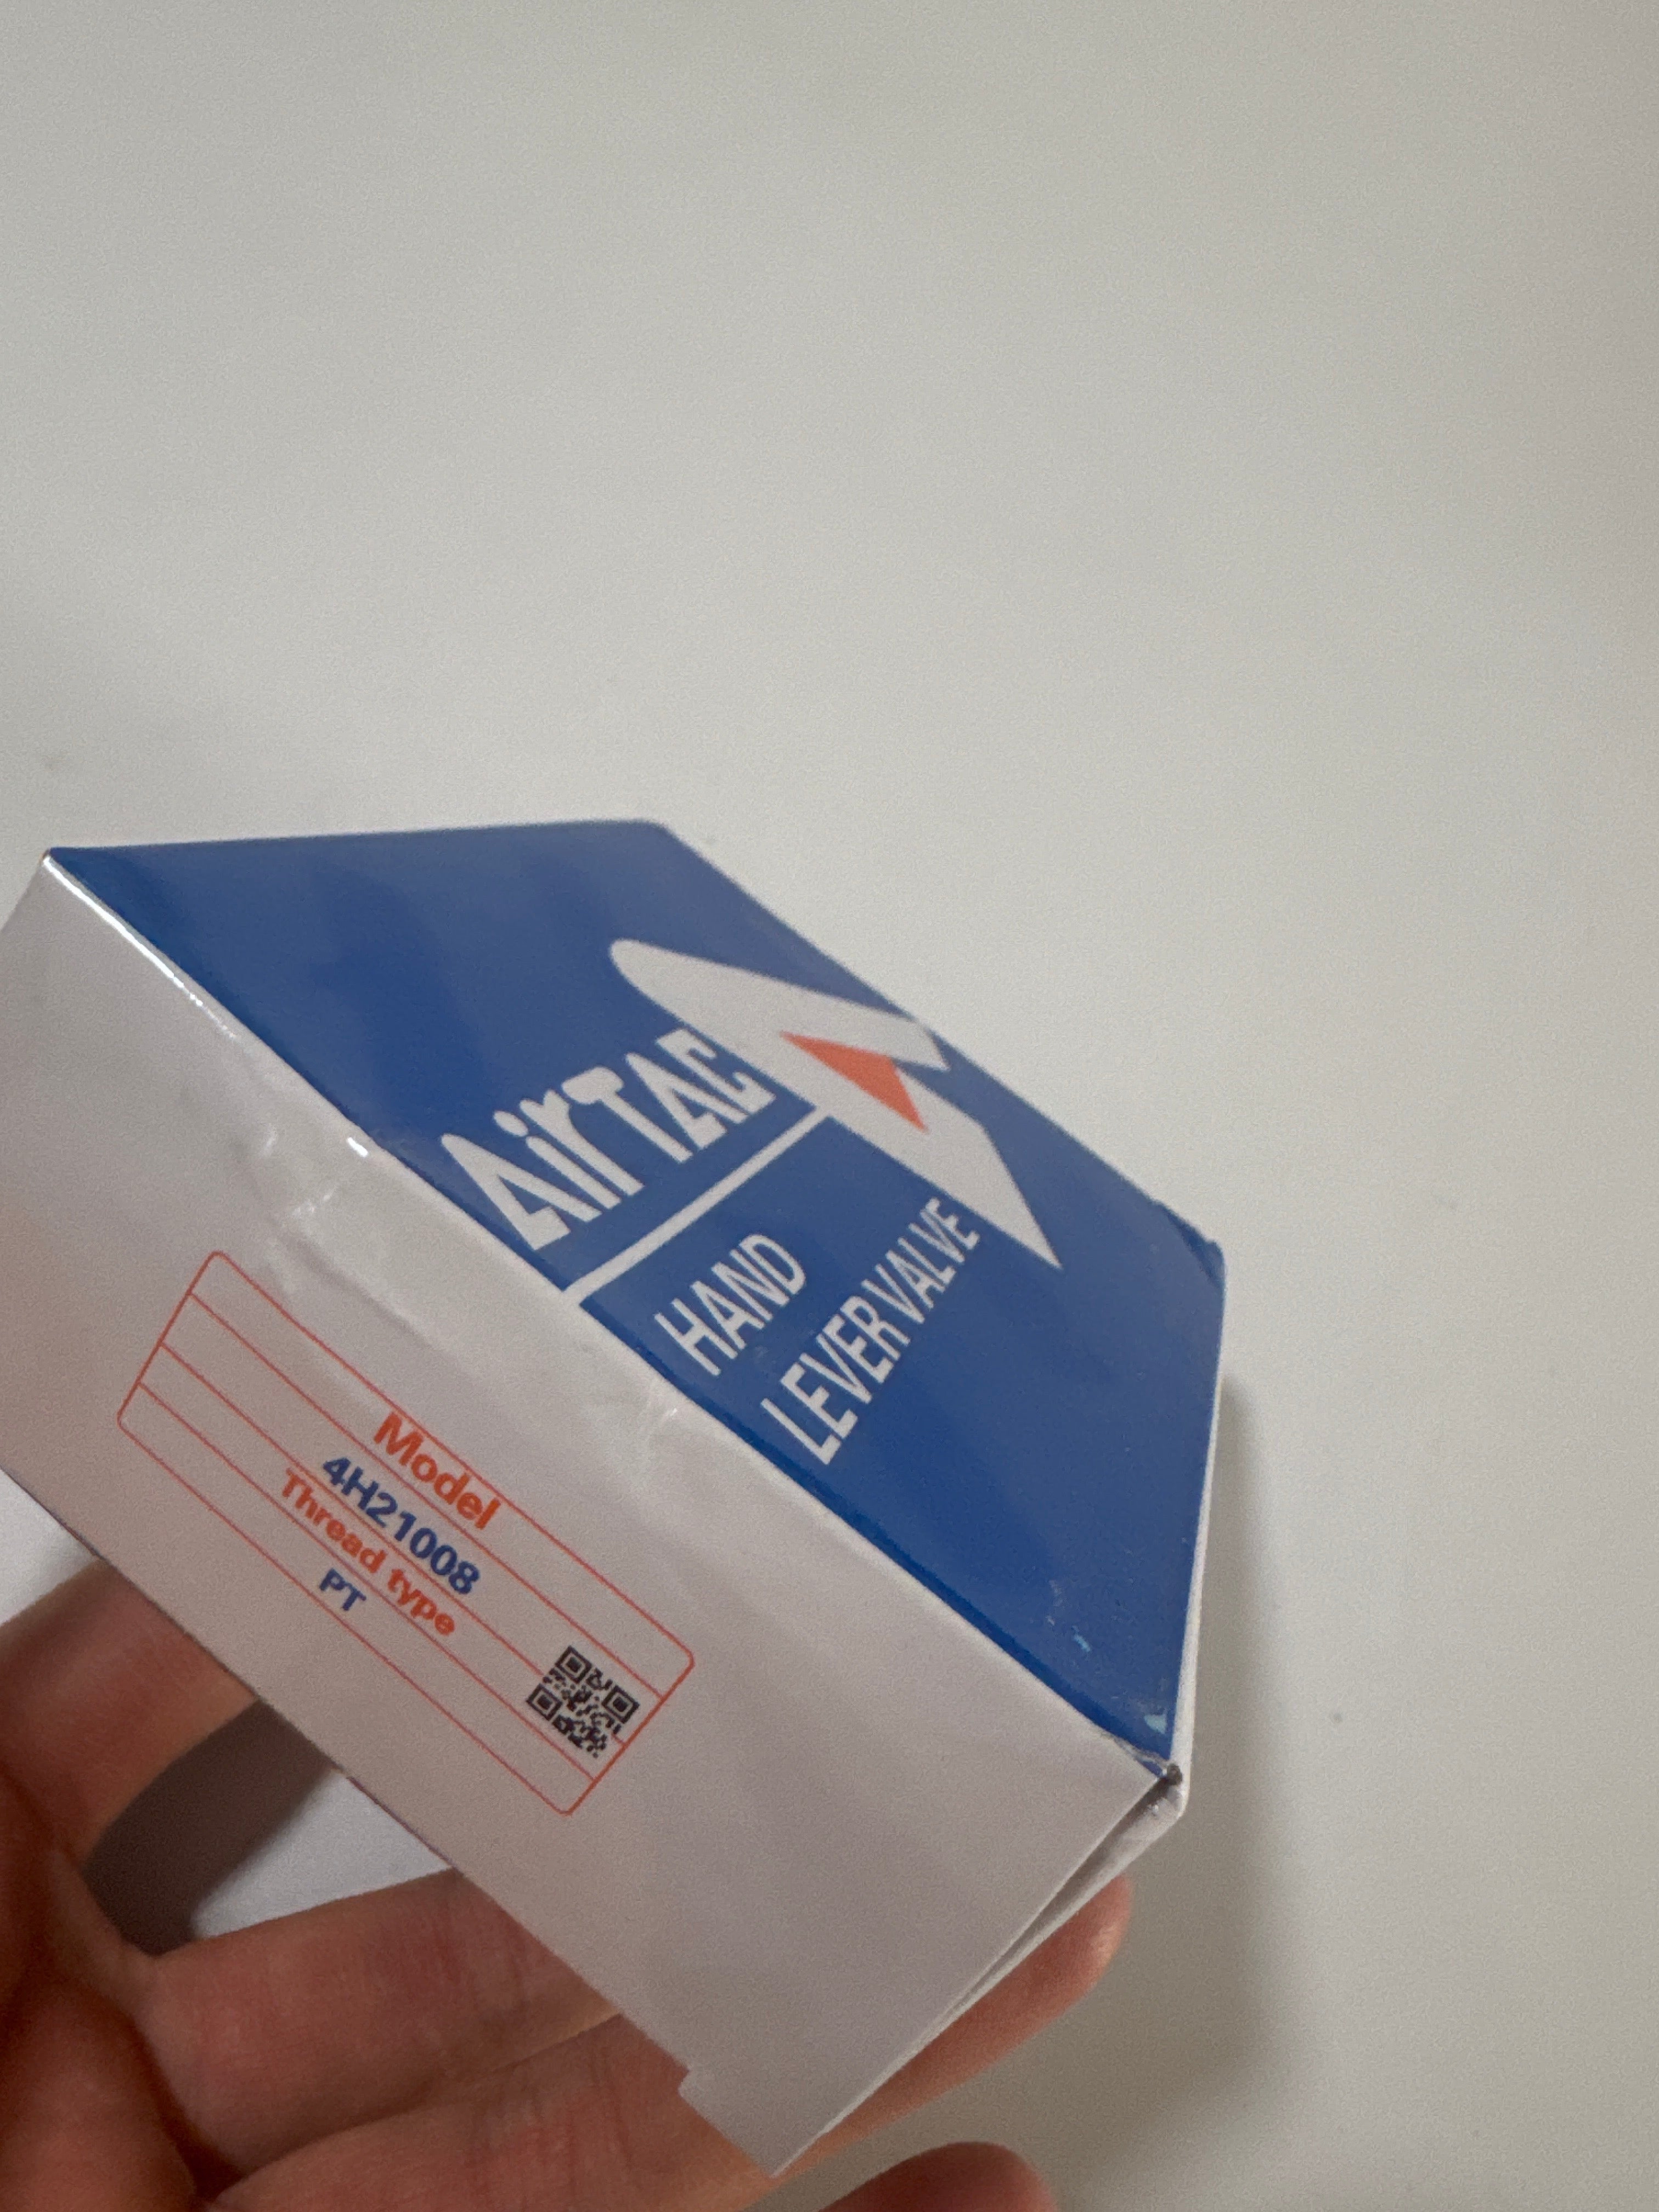 AirTAC
HAND
LEVER VALVE
Model
4H21008
Thread type
PT